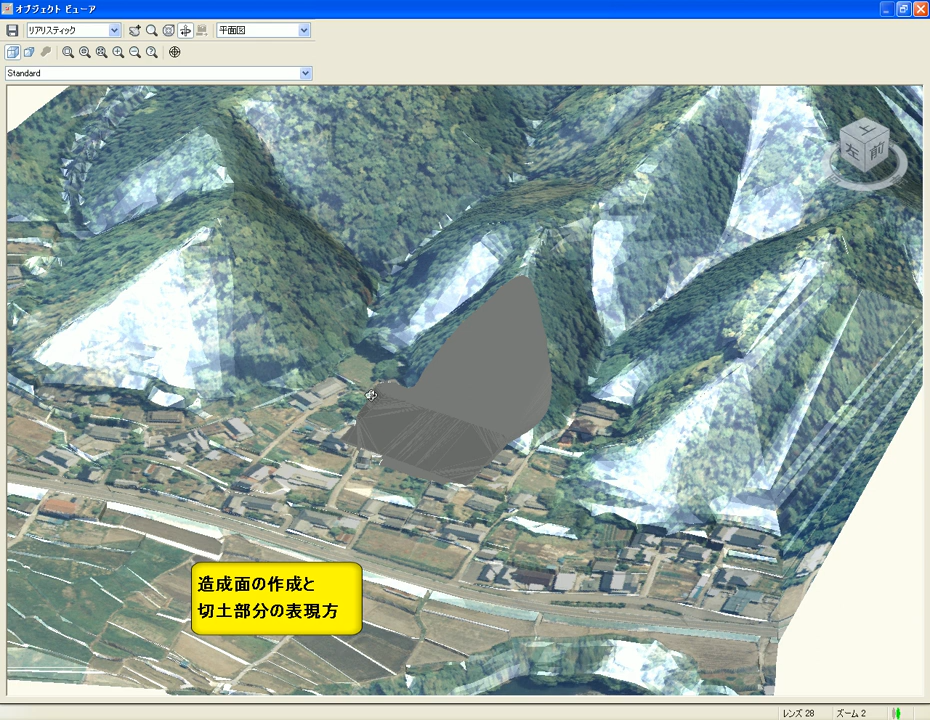 オブジェクト ビューア
リアリスティック
平面図
Standard
上
左
前
造成面の作成と
切土部分の表現方
レンズ 28
ズーム 2